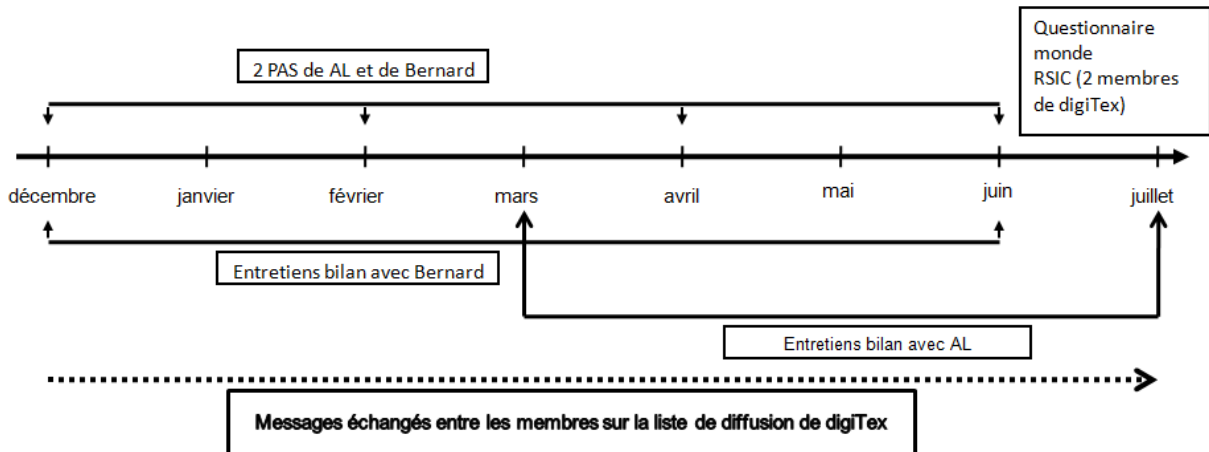 Questionnaire
monde
RSIC (2 membres
de digiTex)
2 PAS de AL et de Bernard
décembre janvier février mars avril mai juin juillet
Entretiens bilan avec Bernard
Entretiens bilan avec AL
Messages échangés entre les membres sur la liste de diffusion de digiTex